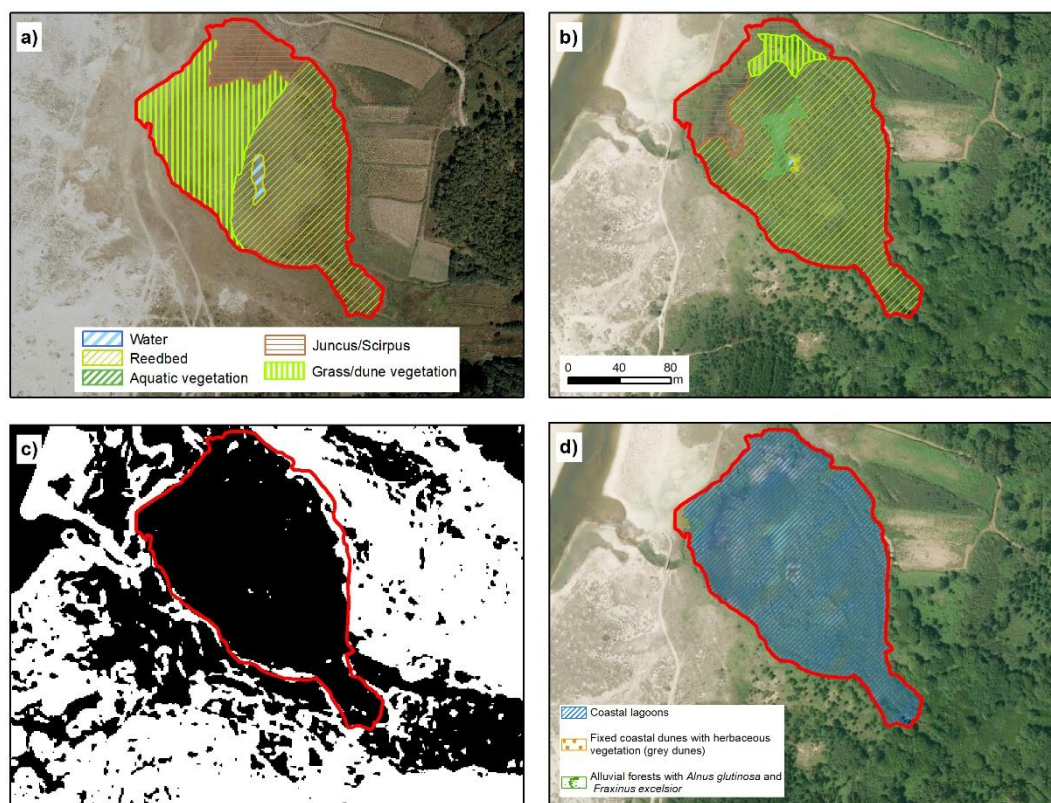 a)
Water
Reedbed
Aquatic vegetation
Juncus/Scirpus
Grass/dune vegetation
b)
0 40 80
m
c)
d)
Coastal lagoons
Fixed coastal dunes with herbaceous
vegetation (grey dunes)
Alluvial forests with Alnus glutinosa and
Fraxinus excelsior